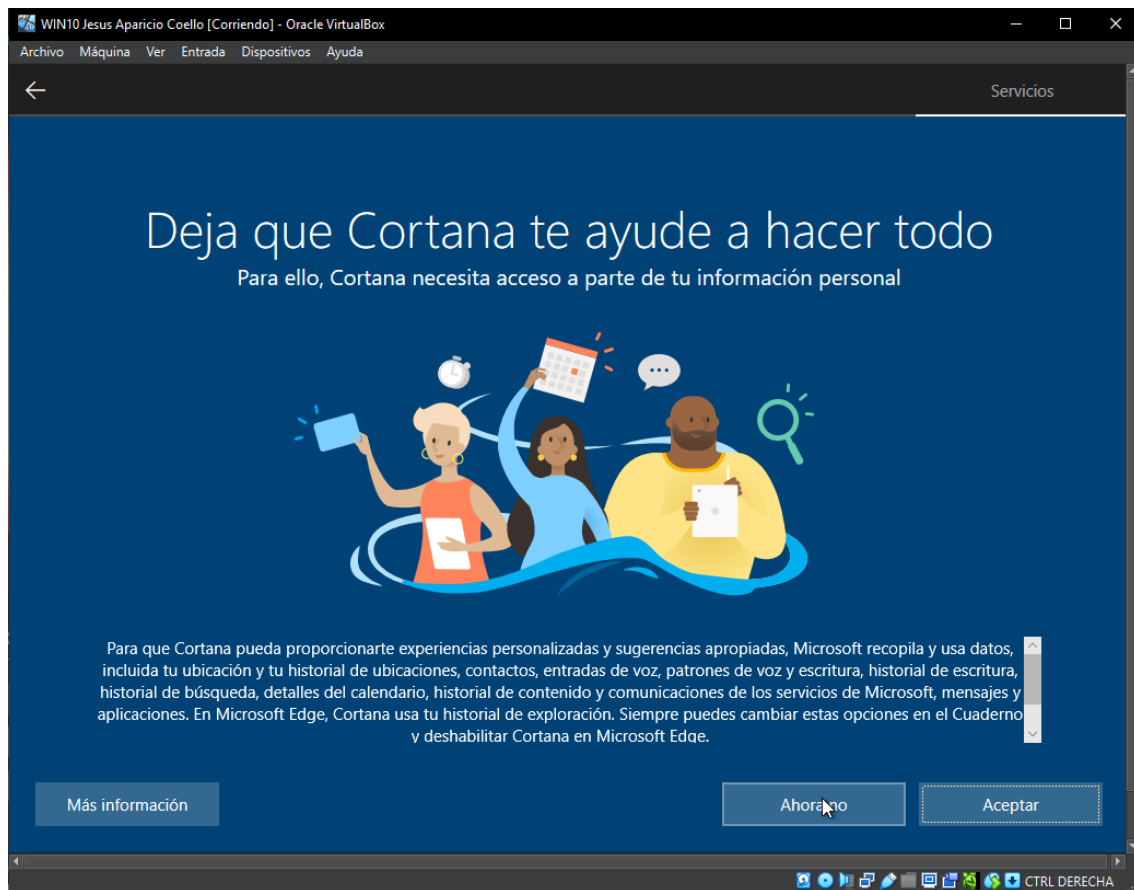 WIN10 Jesus Aparicio Coello [Corriendo] - Oracle VirtualBox
Archivo Máquina Ver Entrada Dispositivos Ayuda
Servicios
Deja que Cortana te ayude a hacer todo
Para ello, Cortana necesita acceso a parte de tu información personal
Para que Cortana pueda proporcionarte experiencias personalizadas y sugerencias apropiadas, Microsoft recopila y usa datos,
incluida tu ubicación y tu historial de ubicaciones, contactos, entradas de voz, patrones de voz y escritura, historial de escritura,
historial de búsqueda, detalles del calendario, historial de contenido y comunicaciones de los servicios de Microsoft, mensajes y
aplicaciones. En Microsoft Edge, Cortana usa tu historial de exploración. Siempre puedes cambiar estas opciones en el Cuaderno
y deshabilitar Cortana en Microsoft Edge.
Más información
Ahora no
Aceptar
CTRL DERECHA